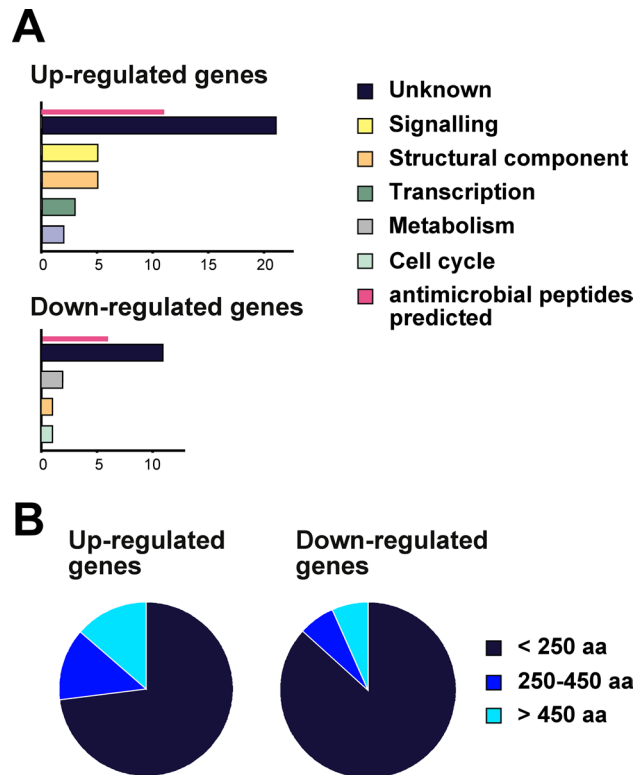 A
Up-regulated genes
0 5 10 15 20
Down-regulated genes
0 5 10
Unknown
Signalling
Structural component
Transcription
Metabolism
Cell cycle
antimicrobial peptides
predicted
B
Up-regulated
genes
Down-regulated
genes
< 250 aa
250-450 aa
> 450 aa